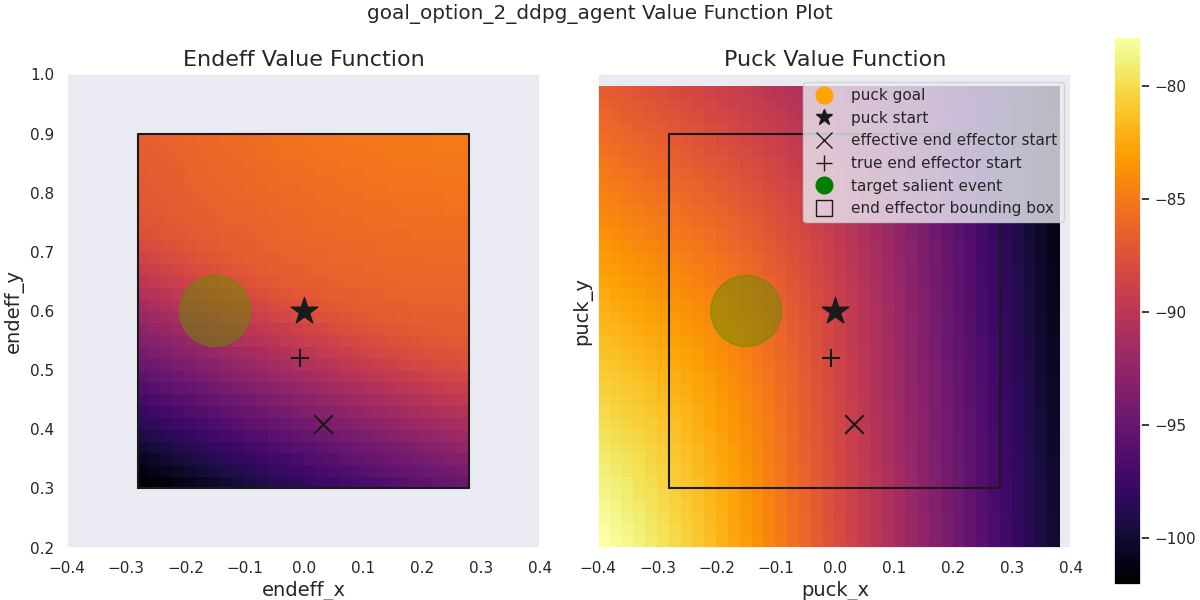 goal_option_2_ddpg_agent Value Function Plot
Endeff Value Function
endeff_y
1.0
0.9
0.8
0.7
0.6
0.5
0.4
0.3
0.2
−0.4 −0.3 −0.2 −0.1 0.0 0.1 0.2 0.3 0.4
endeff_x
Puck Value Function
puck_y
puck goal
puck start
effective end effector start
true end effector start
target salient event
end effector bounding box
−0.4 −0.3 −0.2 −0.1 0.0 0.1 0.2 0.3 0.4
puck_x
−80
−85
−90
−95
−100